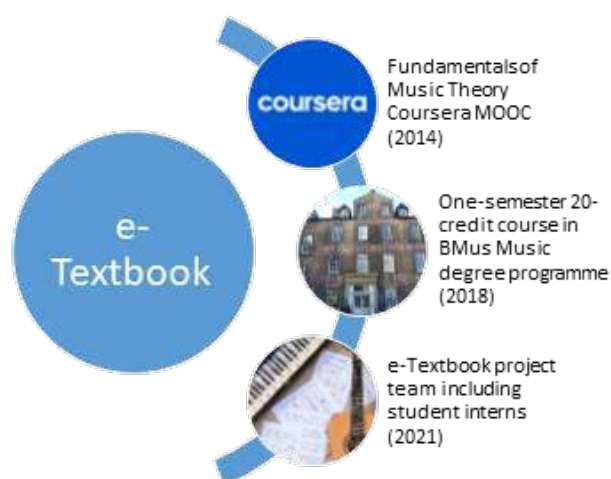 coursera
Fundamentalsof
Music Theory
Coursera MOOC
(2014)
e-
Textbook
One-semester 20-
credit course in
BMus Music
degree programme
(2018)
e-Textbook project
team including
student interns
(2021)